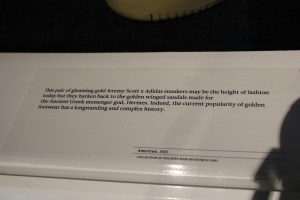 This pair of gleaming gold Jeremy Scott x Adidas sneakers may be the height of fashion
today but they harken back to the golden winged sandals made for
the Ancient Greek messenger god, Hermes. Indeed, the current popularity of golden
footwear has a longstanding and complex history.
American, 2013